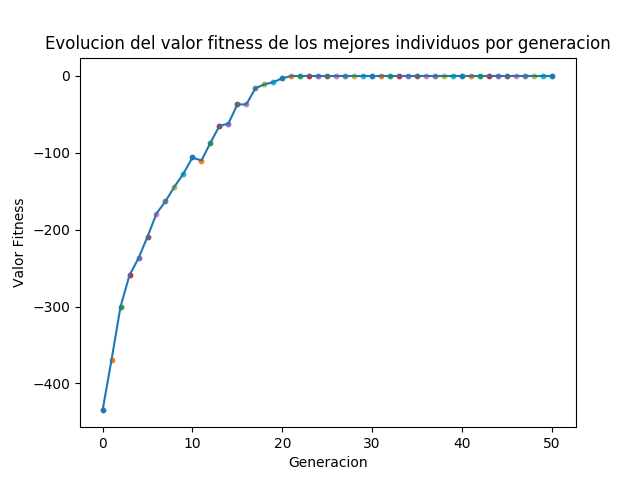 Evolucion del valor fitness de los mejores individuos por generacion
0
−100
−200
−300
−400
Valor Fitness
0 10 20 30 40 50
Generacion